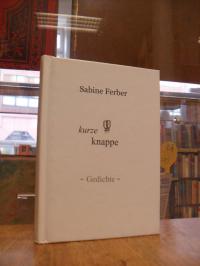 Sabine Ferber
kurze
knappe
- Gedichte -